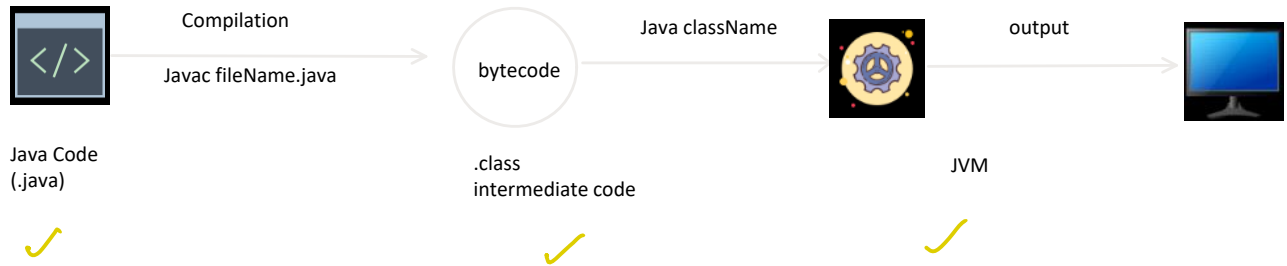 Compilation
Java className
output
</>
Javac fileName.java
bytecode
Java Code
(.java)
.class
intermediate code
JVM